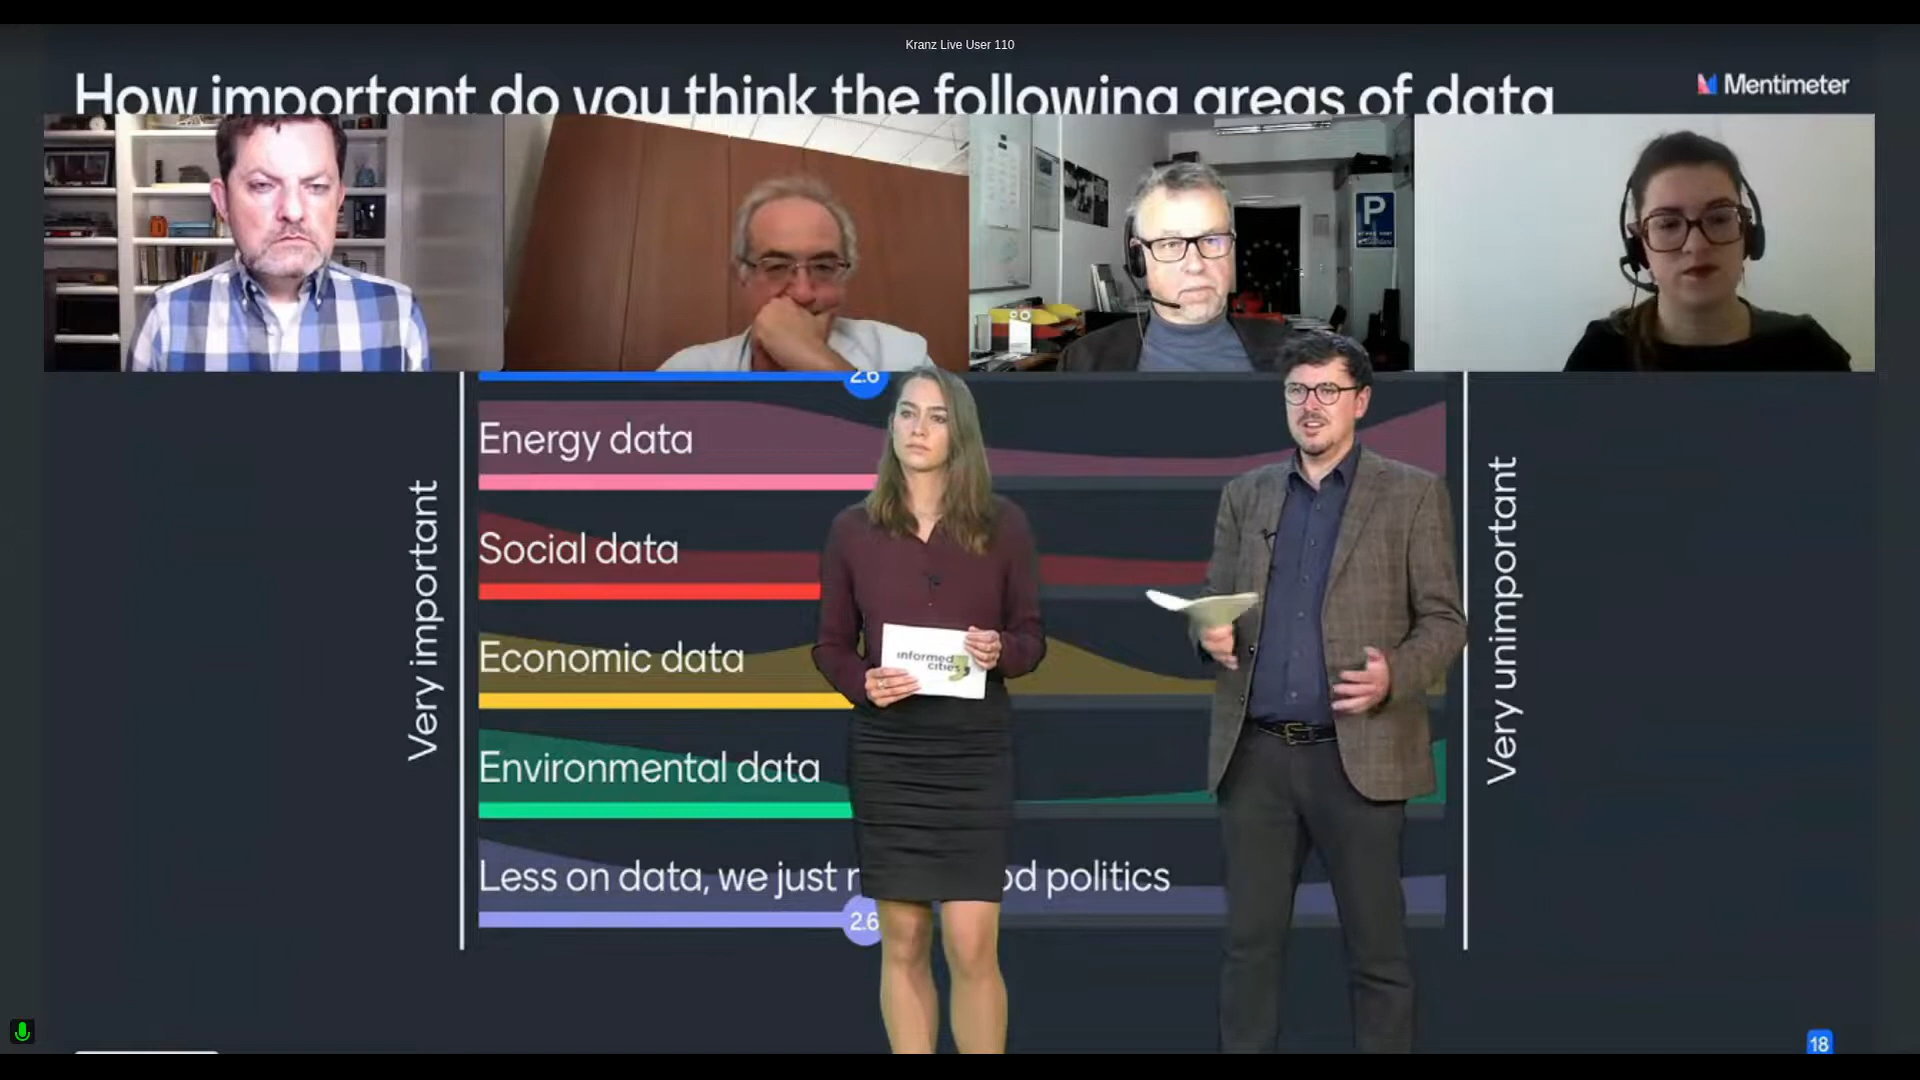 Kranz Live User 110
How important do you think the following areas of data
Mentimeter
P
2.6
Energy data
Social data
informed
cities
Economic data
Environmental data
Less on data, we just
od politics
2.6
Very important
Very unimportant
18